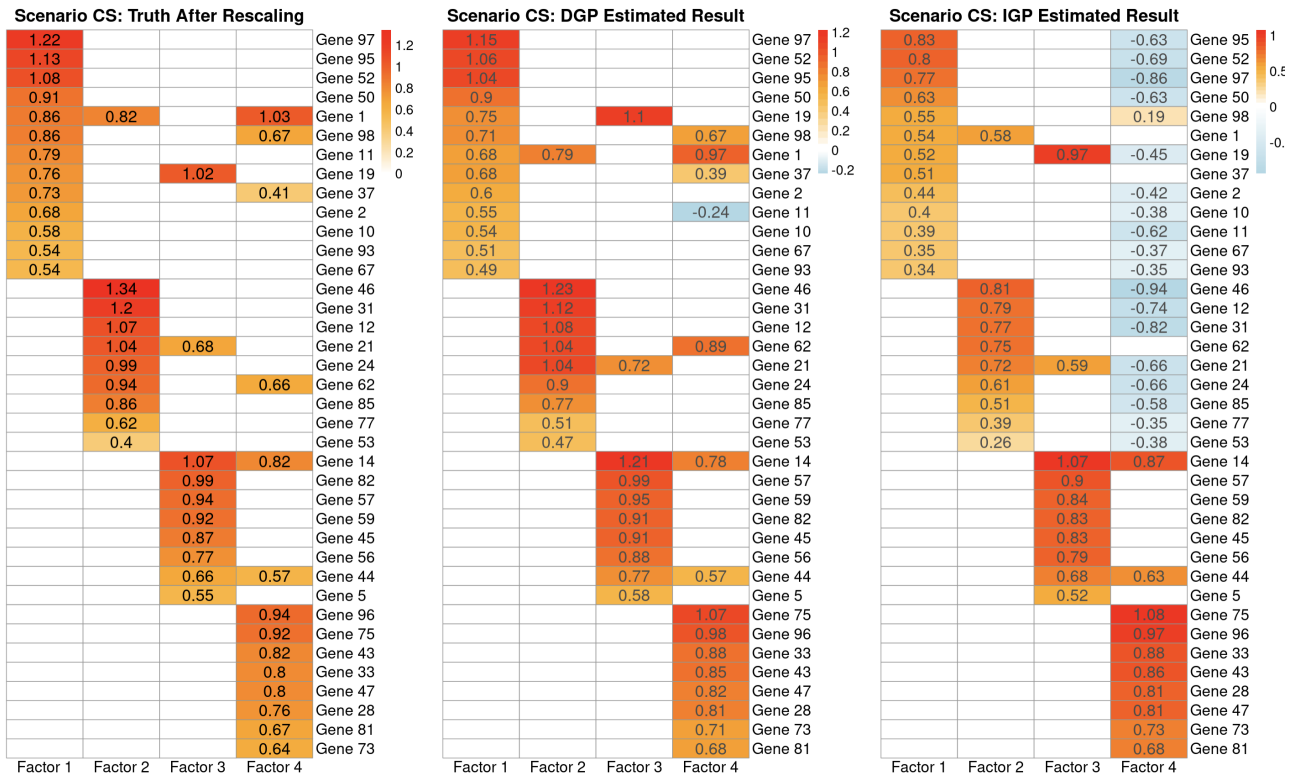 Scenario CS: Truth After Rescaling
1.22 Gene 97
1.13 Gene 95
1.08 Gene 52
0.91 Gene 50
0.86 0.82 1.03 Gene 1
0.86 0.67 Gene 98
0.79 Gene 11
0.76 1.02 Gene 19
0.73 0.41 Gene 37
0.68 Gene 2
0.58 Gene 10
0.54 Gene 93
0.54 Gene 67
1.34 Gene 46
1.2 Gene 31
1.07 Gene 12
1.04 0.68 Gene 21
0.99 Gene 24
0.94 0.66 Gene 62
0.86 Gene 85
0.62 Gene 77
0.4 Gene 53
1.07 0.82 Gene 14
0.99 Gene 82
0.94 Gene 57
0.92 Gene 59
0.87 Gene 45
0.77 Gene 56
0.66 0.57 Gene 44
0.55 Gene 5
0.94 Gene 96
0.92 Gene 75
0.82 Gene 43
0.8 Gene 33
0.8 Gene 47
0.76 Gene 28
0.67 Gene 81
0.64 Gene 73
Factor 1 Factor 2 Factor 3 Factor 4
1.2
1
0.8
0.6
0.4
0.2
0
Scenario CS: DGP Estimated Result
1.15 Gene 97
1.06 Gene 52
1.04 Gene 95
0.9 Gene 50
0.75 1.1 Gene 19
0.71 0.67 Gene 98
0.68 0.79 0.97 Gene 1
0.68 0.39 Gene 37
0.6 Gene 2
0.55 -0.24 Gene 11
0.54 Gene 10
0.51 Gene 67
0.49 Gene 93
1.23 Gene 46
1.12 Gene 31
1.08 Gene 12
1.04 0.89 Gene 62
1.04 0.72 Gene 21
0.9 Gene 24
0.77 Gene 85
0.51 Gene 77
0.47 Gene 53
1.21 0.78 Gene 14
0.99 Gene 57
0.95 Gene 59
0.91 Gene 82
0.91 Gene 45
0.88 Gene 56
0.77 0.57 Gene 44
0.58 Gene 5
1.07 Gene 75
0.98 Gene 96
0.88 Gene 33
0.85 Gene 43
0.82 Gene 47
0.81 Gene 28
0.71 Gene 73
0.68 Gene 81
Factor 1 Factor 2 Factor 3 Factor 4
1.2
1
0.8
0.6
0.4
0.2
0
-0.2
Scenario CS: IGP Estimated Result
0.83 -0.63 Gene 95
0.8 -0.69 Gene 52
0.77 -0.86 Gene 97
0.63 -0.63 Gene 50
0.55 0.19 Gene 98
0.54 0.58 Gene 1
0.52 0.97 -0.45 Gene 19
0.51 Gene 37
0.44 -0.42 Gene 2
0.4 -0.38 Gene 10
0.39 -0.62 Gene 11
0.35 -0.37 Gene 67
0.34 -0.35 Gene 93
0.81 -0.94 Gene 46
0.79 -0.74 Gene 12
0.77 -0.82 Gene 31
0.75 Gene 62
0.72 0.59 -0.66 Gene 21
0.61 -0.66 Gene 24
0.51 -0.58 Gene 85
0.39 -0.35 Gene 77
0.26 -0.38 Gene 53
1.07 0.87 Gene 14
0.9 Gene 57
0.84 Gene 59
0.83 Gene 82
0.83 Gene 45
0.79 Gene 56
0.68 0.63 Gene 44
0.52 Gene 5
1.08 Gene 75
0.97 Gene 96
0.88 Gene 33
0.86 Gene 43
0.81 Gene 28
0.81 Gene 47
0.73 Gene 73
0.68 Gene 81
Factor 1 Factor 2 Factor 3 Factor 4
1
0.5
0
-0.